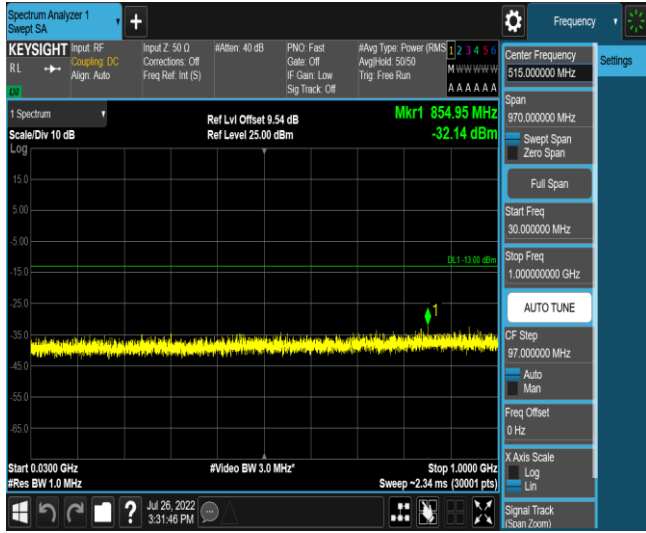 Spectrum Analyzer 1
Swept SA
Frequency
KEYSIGHT
RL
Input: RF
Coupling: DC
Align: Auto
Input Z: 50 Ω
Corrections: Off
Freq Ref: Int (S)
#Atten: 40 dB
PNO: Fast
Gate: Off
IF Gain: Low
Sig Track: Off
#Avg Type: Power (RMS
Avg|Hold: 50/50
Trig: Free Run
1 2 3 4 5 6
M W W W W W
A A A A A A
Center Frequency
515.000000 MHz
Settings
Span
970.000000 MHz
Swept Span
Zero Span
Full Span
Start Freq
30.000000 MHz
Stop Freq
1.000000000 GHz
AUTO TUNE
CF Step
97.000000 MHz
Auto
Man
Freq Offset
0 Hz
X Axis Scale
Log
Lin
Signal Track
(Span Zoom)
1 Spectrum
Scale/Div 10 dB
Ref Lvl Offset 9.54 dB
Ref Level 25.00 dBm
Mkr1 854.95 MHz
-32.14 dBm
Log
15.0
5.00
-5.00
DL1 -13.00 dBm
-15.0
-25.0
1
-35.0
-45.0
-55.0
-65.0
Start 0.0300 GHz
#Res BW 1.0 MHz
#Video BW 3.0 MHz*
Stop 1.0000 GHz
Sweep ~2.34 ms (30001 pts)
?
Jul 26, 2022
3:31:46 PM